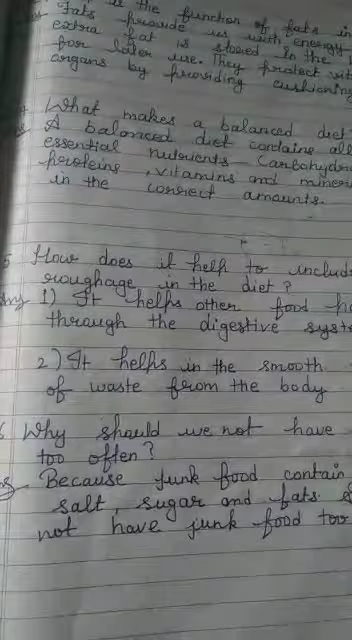 is the function of fats in
Fats provide us with energy
extra fat is stored in the
for later use. They protect
organs by providing cushioning
What makes a balanced diet
A balanced diet contains all
essential nutrients - Carbohydr
proteins, vitamins and miner
in the correct amounts.
5 How does it help to includ
roughage in the diet?
Ans 1) It helps other food
through the digestive syste
2) It helps in the smooth
of waste from the body
6 Why should we not have
too often?
Because junk food contain
salt, sugar and fats.
not have junk food too